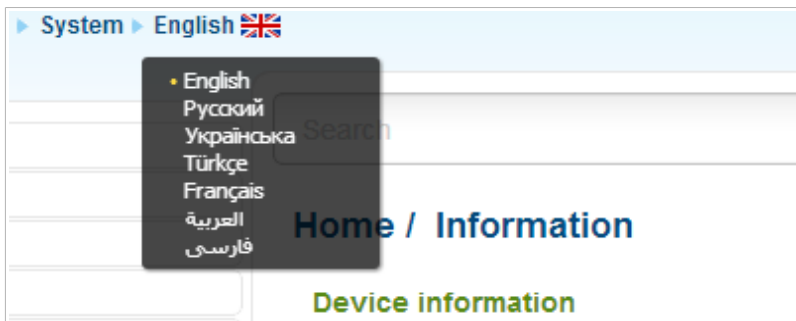 System English
English
Русский
Українська
Türkçe
Français
العربية
فارسی
Search
Home / Information
Device information